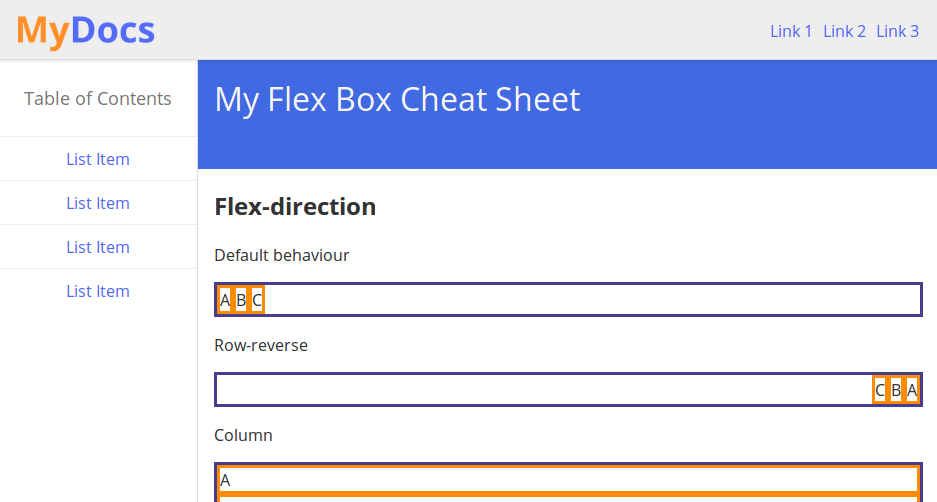 MyDocs
Link 1 Link 2 Link 3
Table of Contents
List Item
List Item
List Item
List Item
My Flex Box Cheat Sheet
Flex-direction
Default behaviour
A B C
Row-reverse
C B A
Column
A